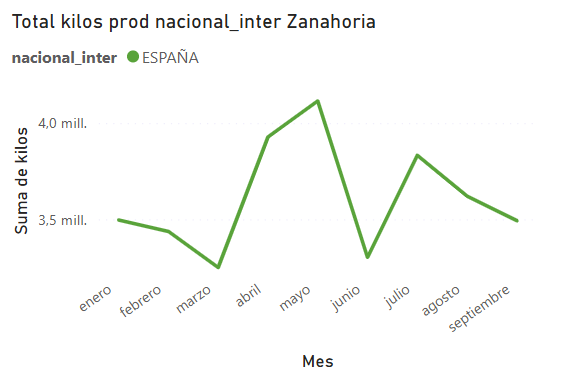 Total kilos prod nacional_inter Zanahoria
nacional_inter ESPAÑA
4,0 mill.
3,5 mill.
Suma de kilos
enero
febrero
marzo
abril
mayo
junio
julio
agosto
septiembre
Mes